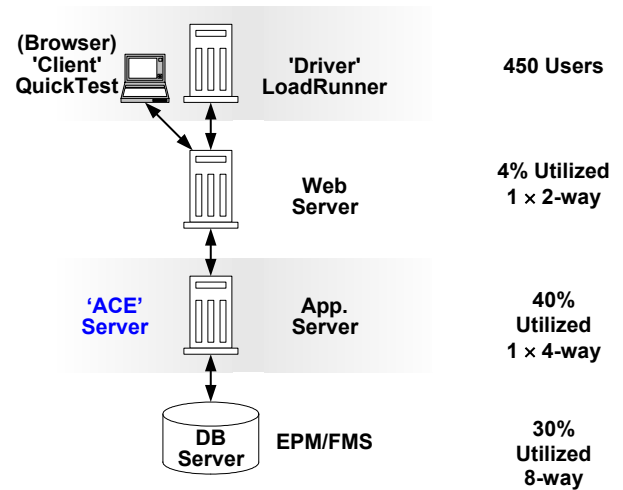 (Browser)
'Client'
QuickTest
'Driver'
LoadRunner
450 Users
Web
Server
4% Utilized
1 × 2-way
‘ACE’
Server
App.
Server
40%
Utilized
1 × 4-way
DB
Server
EPM/FMS
30%
Utilized
8-way